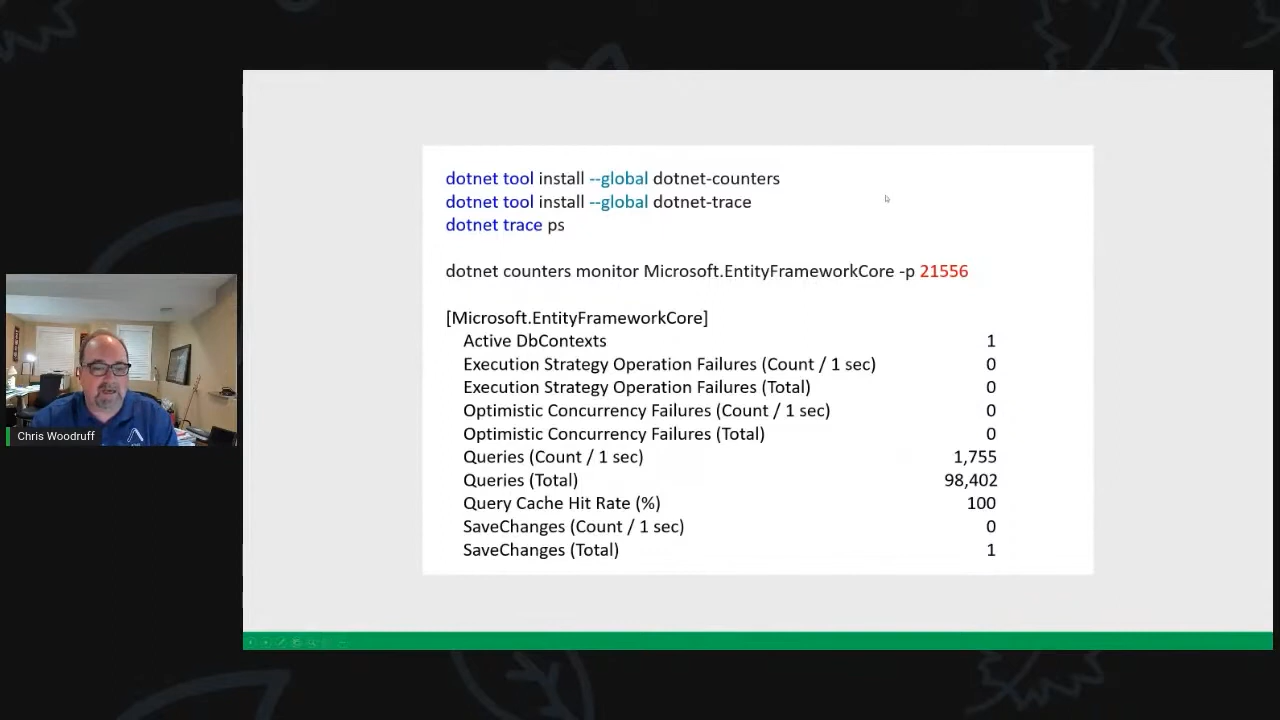 dotnet tool install --global dotnet-counters
dotnet tool install --global dotnet-trace
dotnet trace ps
dotnet counters monitor Microsoft.EntityFrameworkCore -p 21556
[Microsoft.EntityFrameworkCore]
Active DbContexts 1
Execution Strategy Operation Failures (Count / 1 sec) 0
Execution Strategy Operation Failures (Total) 0
Optimistic Concurrency Failures (Count / 1 sec) 0
Optimistic Concurrency Failures (Total) 0
Queries (Count / 1 sec) 1,755
Queries (Total) 98,402
Query Cache Hit Rate (%) 100
SaveChanges (Count / 1 sec) 0
SaveChanges (Total) 1
Chris Woodruff